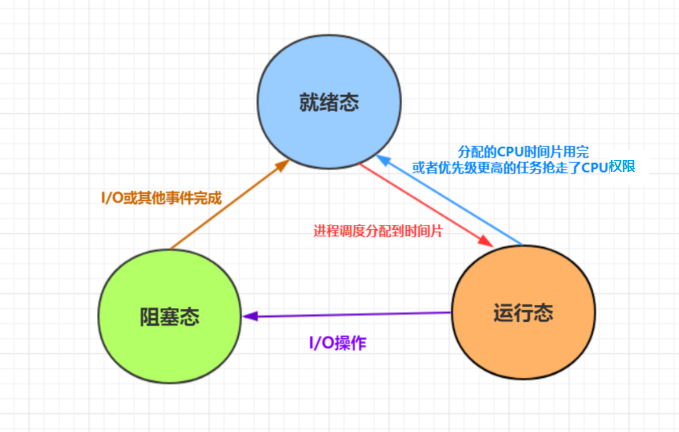 就绪态
分配的CPU时间片用完
或者优先级更高的任务抢走了CPU权限
I/O或其他事件完成
进程调度分配到时间片
阻塞态
运行态
I/O操作